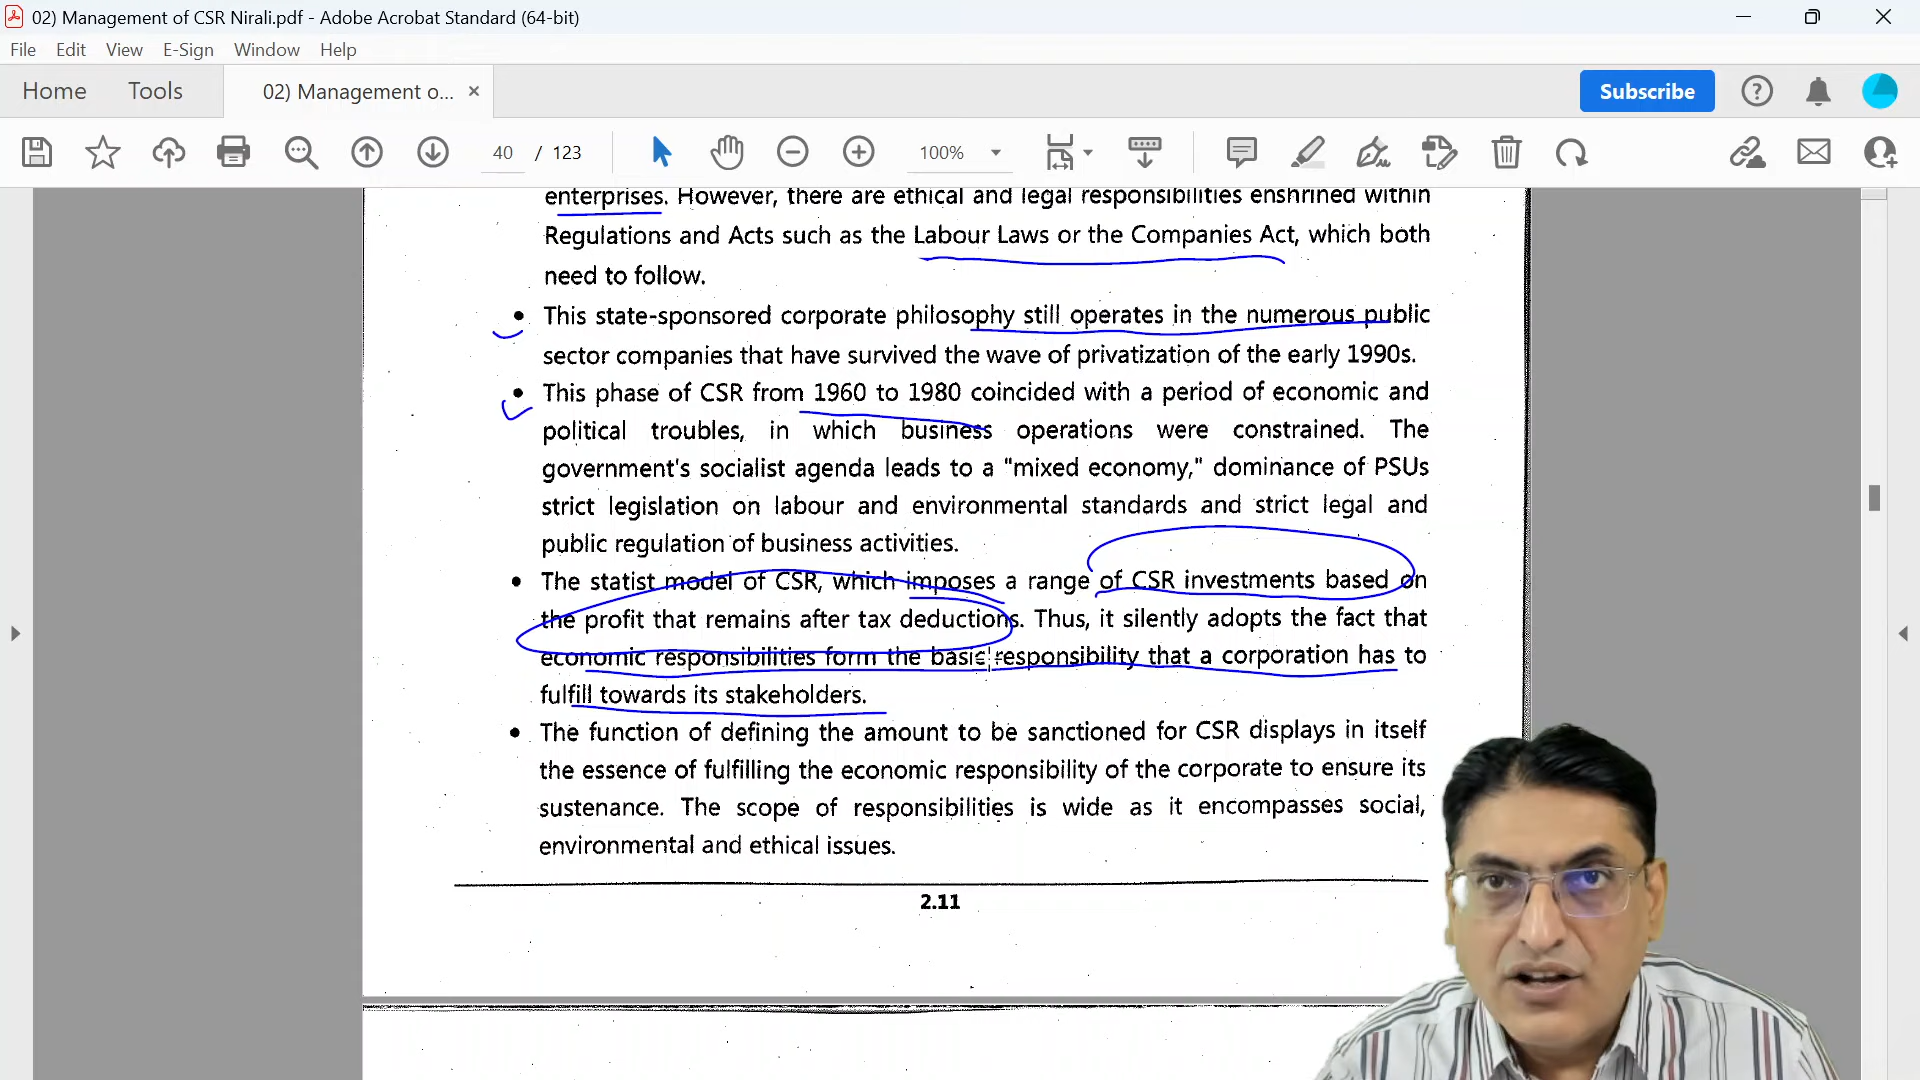 02) Management of CSR Nirali.pdf - Adobe Acrobat Standard (64-bit)
File Edit View E-Sign Window Help
Home Tools 02) Management o... × Subscribe
40 / 123 100%
enterprises. However, there are ethical and legal responsibilities enshrined within
Regulations and Acts such as the Labour Laws or the Companies Act, which both
need to follow.
• This state-sponsored corporate philosophy still operates in the numerous public
sector companies that have survived the wave of privatization of the early 1990s.
• This phase of CSR from 1960 to 1980 coincided with a period of economic and
political troubles, in which business operations were constrained. The
government's socialist agenda leads to a "mixed economy," dominance of PSUs
strict legislation on labour and environmental standards and strict legal and
public regulation of business activities.
• The statist model of CSR, which imposes a range of CSR investments based on
the profit that remains after tax deductions. Thus, it silently adopts the fact that
economic responsibilities form the basic responsibility that a corporation has to
fulfill towards its stakeholders.
• The function of defining the amount to be sanctioned for CSR displays in itself
the essence of fulfilling the economic responsibility of the corporate to ensure its
sustenance. The scope of responsibilities is wide as it encompasses social,
environmental and ethical issues.
2.11